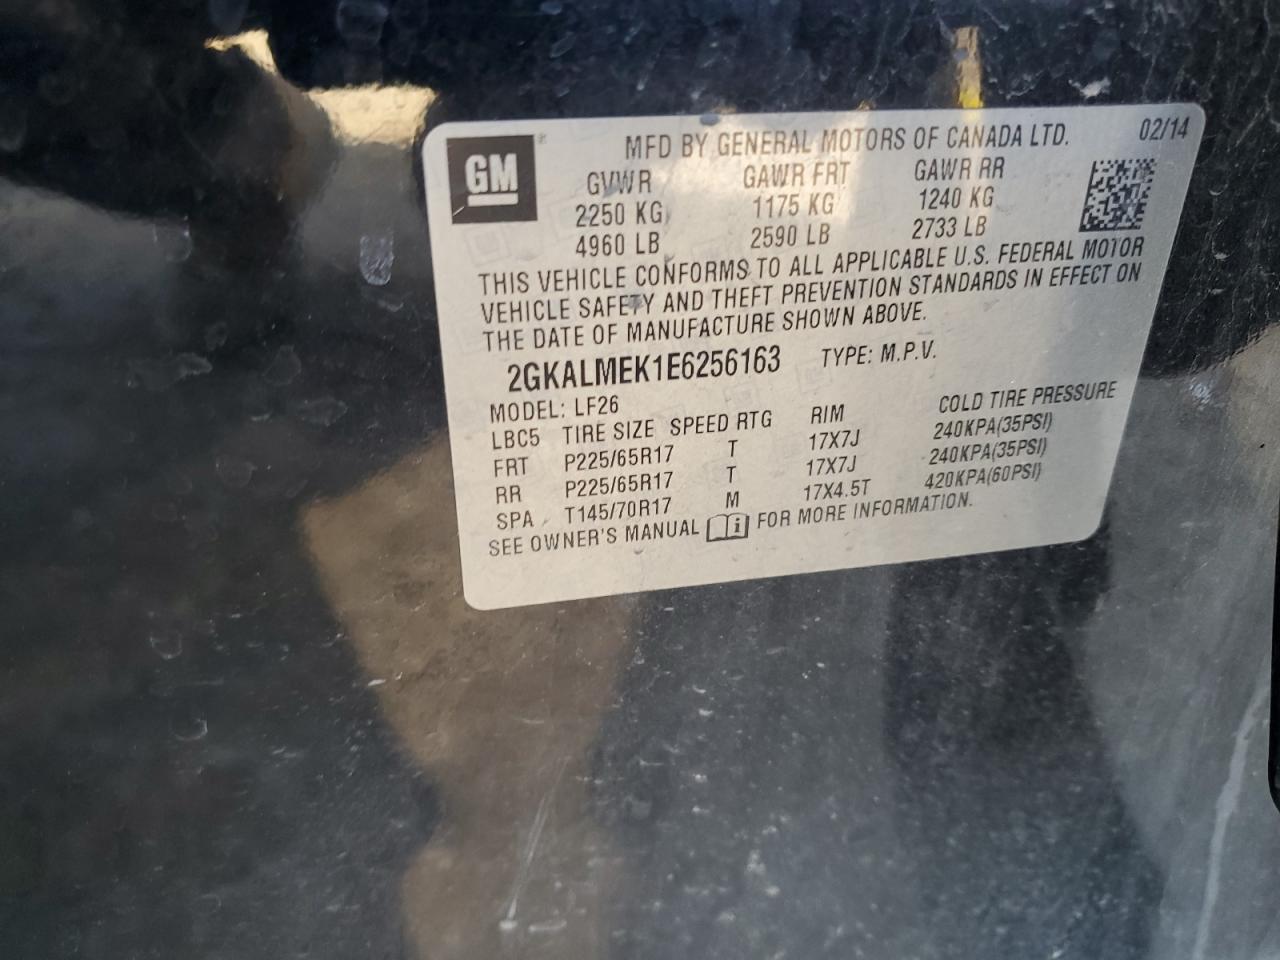 GM
MFD BY GENERAL MOTORS OF CANADA LTD. 02/14
GVWR GAWR FRT GAWR RR
2250 KG 1175 KG 1240 KG
4960 LB 2590 LB 2733 LB
THIS VEHICLE CONFORMS TO ALL APPLICABLE U.S. FEDERAL MOTOR
VEHICLE SAFETY AND THEFT PREVENTION STANDARDS IN EFFECT ON
THE DATE OF MANUFACTURE SHOWN ABOVE.
2GKALMEK1E6256163 TYPE: M.P.V.
MODEL: LF26
LBC5 TIRE SIZE SPEED RTG RIM COLD TIRE PRESSURE
FRT P225/65R17 T 17X7J 240KPA(35PSI)
RR P225/65R17 T 17X7J 240KPA(35PSI)
SPA T145/70R17 M 17X4.5T 420KPA(60PSI)
SEE OWNER'S MANUAL i FOR MORE INFORMATION.